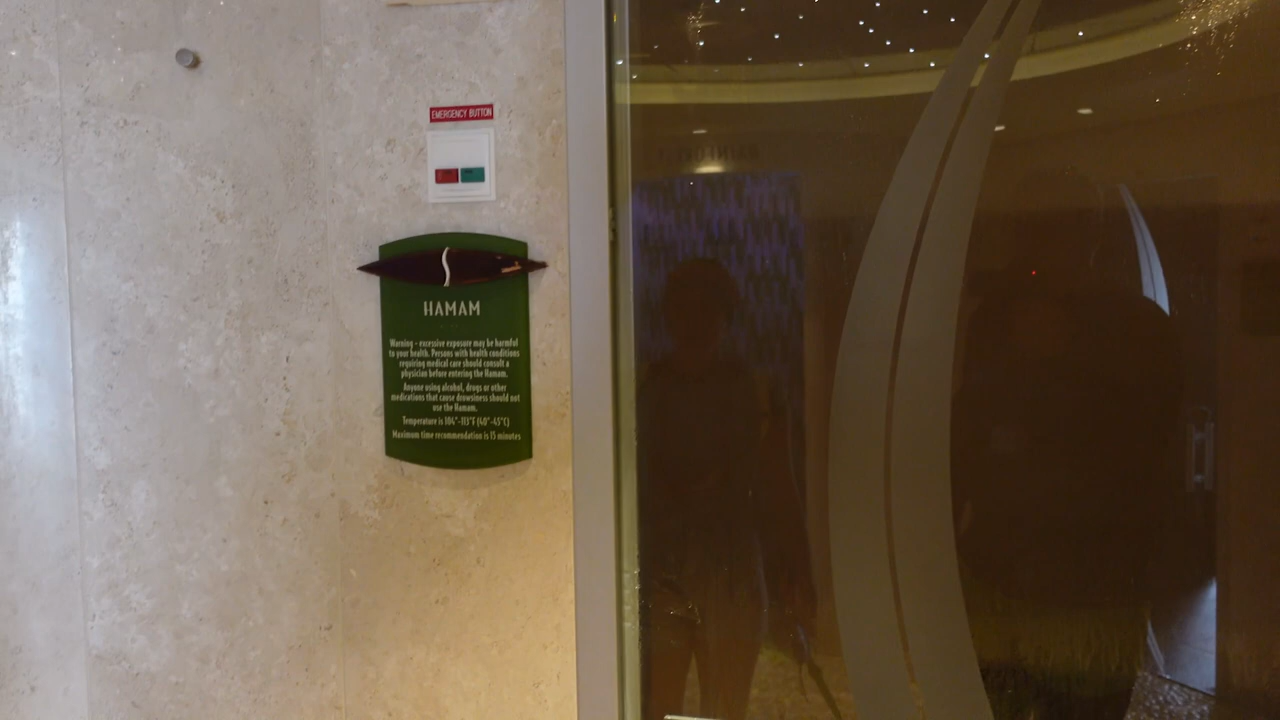 EMERGENCY BUTTON
HAMAM
Warning - excessive exposure may be harmful
to your health. Persons with health conditions
requiring medical care should consult a
physician before entering the Hamam.
Anyone using alcohol, drugs or other
medications that cause drowsiness should not
use the Hamam.
Temperature is 104°-113°F (40°-45°C)
Maximum time recommendation is 15 minutes